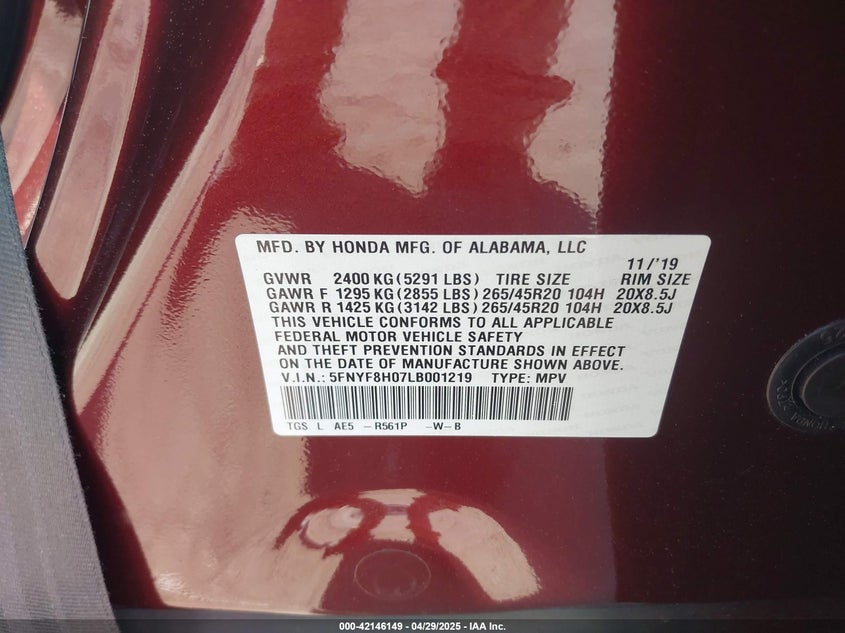 MFD. BY HONDA MFG. OF ALABAMA, LLC
11/'19
GVWR 2400 KG (5291 LBS) TIRE SIZE RIM SIZE
GAWR F 1295 KG (2855 LBS) 265/45R20 104H 20X8.5J
GAWR R 1425 KG (3142 LBS) 265/45R20 104H 20X8.5J
THIS VEHICLE CONFORMS TO ALL APPLICABLE
FEDERAL MOTOR VEHICLE SAFETY
AND THEFT PREVENTION STANDARDS IN EFFECT
ON THE DATE OF MANUFACTURE SHOWN ABOVE.
V.I.N.: 5FNYF8H07LB001219 TYPE: MPV
TGS L AE5 -R561P -W-B
000-42146149 - 04/29/2025 - IAA Inc.